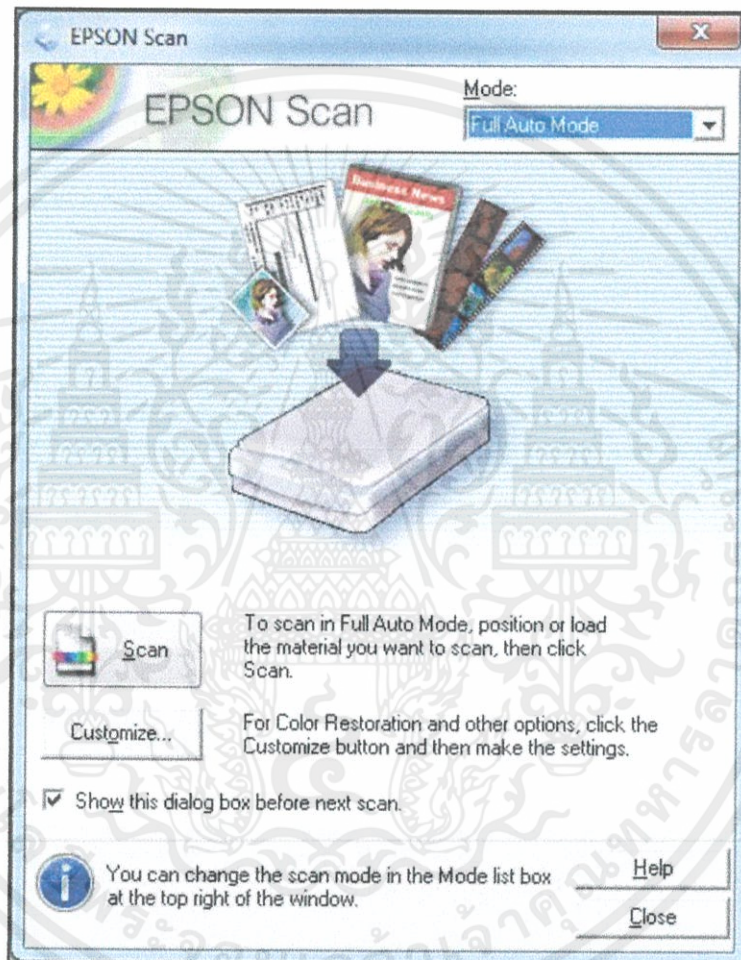 EPSON Scan
EPSON Scan
Mode:
Full Auto Mode
Business News
Scan
To scan in Full Auto Mode, position or load
the material you want to scan, then click
Scan.
Customize...
For Color Restoration and other options, click the
Customize button and then make the settings.
Show this dialog box before next scan.
You can change the scan mode in the Mode list box
at the top right of the window.
Help
Close